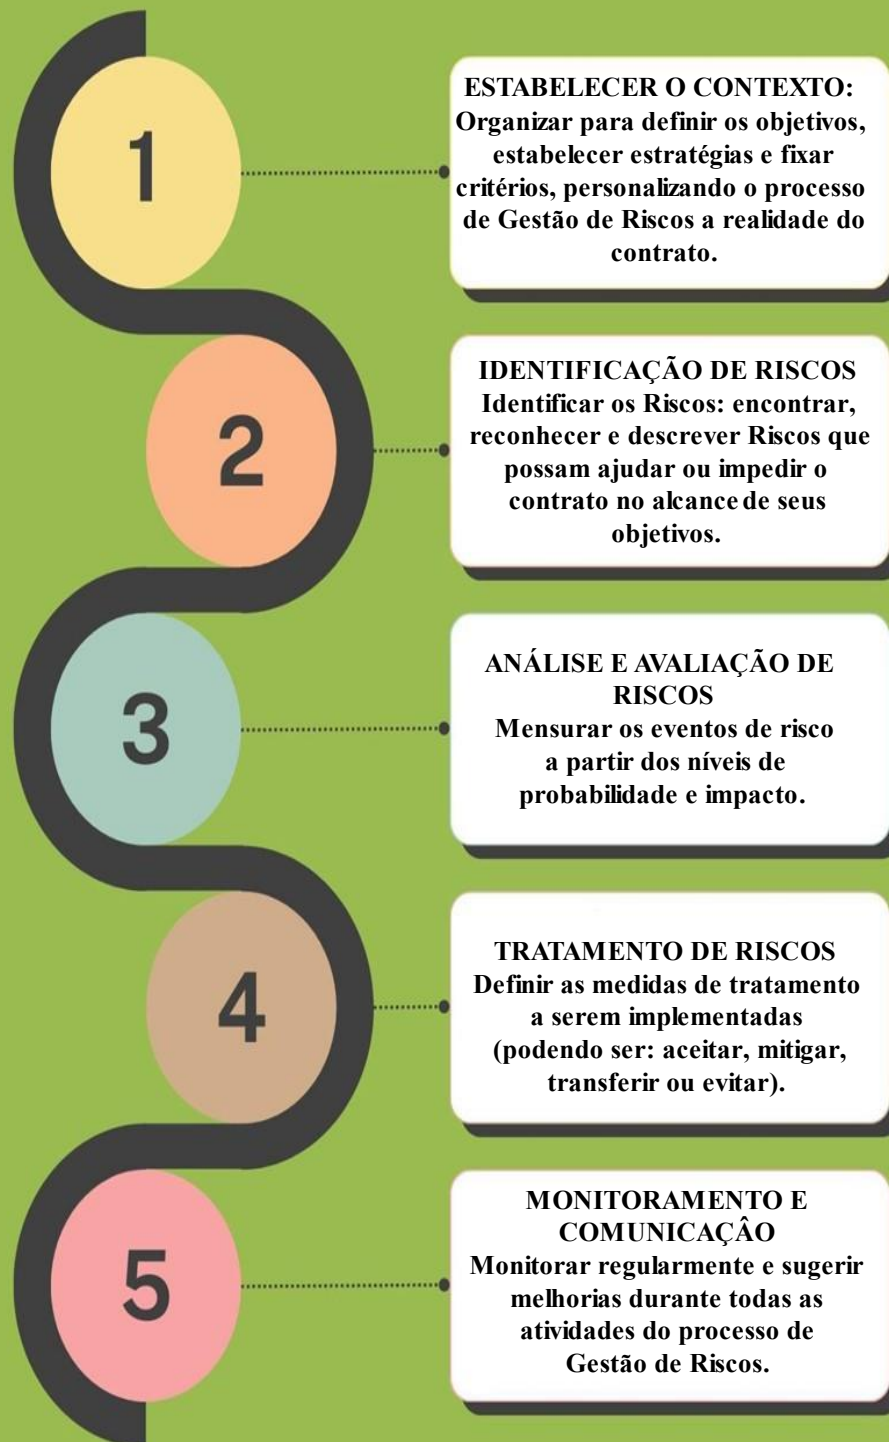 1
ESTABELECER O CONTEXTO:
Organizar para definir os objetivos,
estabelecer estratégias e fixar
critérios, personalizando o processo
de Gestão de Riscos a realidade do
contrato.
2
IDENTIFICAÇÃO DE RISCOS
Identificar os Riscos: encontrar,
reconhecer e descrever Riscos que
possam ajudar ou impedir o
contrato no alcance de seus
objetivos.
3
ANÁLISE E AVALIAÇÃO DE
RISCOS
Mensurar os eventos de risco
a partir dos níveis de
probabilidade e impacto.
4
TRATAMENTO DE RISCOS
Definir as medidas de tratamento
a serem implementadas
(podendo ser: aceitar, mitigar,
transferir ou evitar).
5
MONITORAMENTO E
COMUNICAÇÂO
Monitorar regularmente e sugerir
melhorias durante todas as
atividades do processo de
Gestão de Riscos.